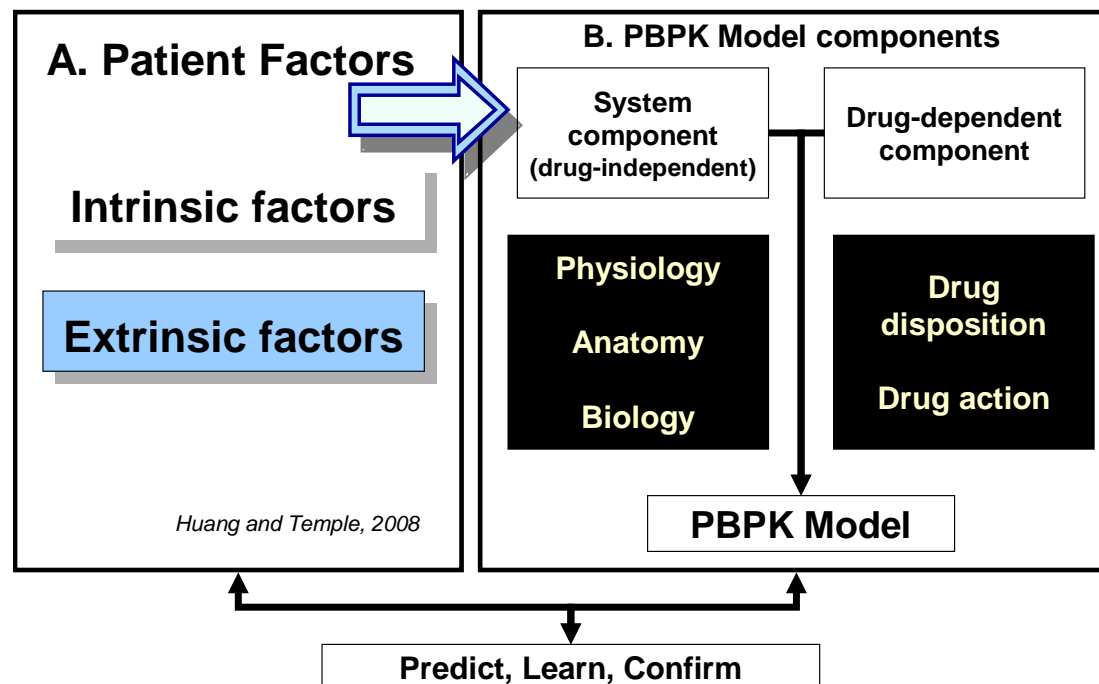 A. Patient Factors
Intrinsic factors
Extrinsic factors
Huang and Temple, 2008
B. PBPK Model components
System
component
(drug-independent)
Drug-dependent
component
Physiology
Anatomy
Biology
Drug
disposition
Drug action
PBPK Model
Predict, Learn, Confirm